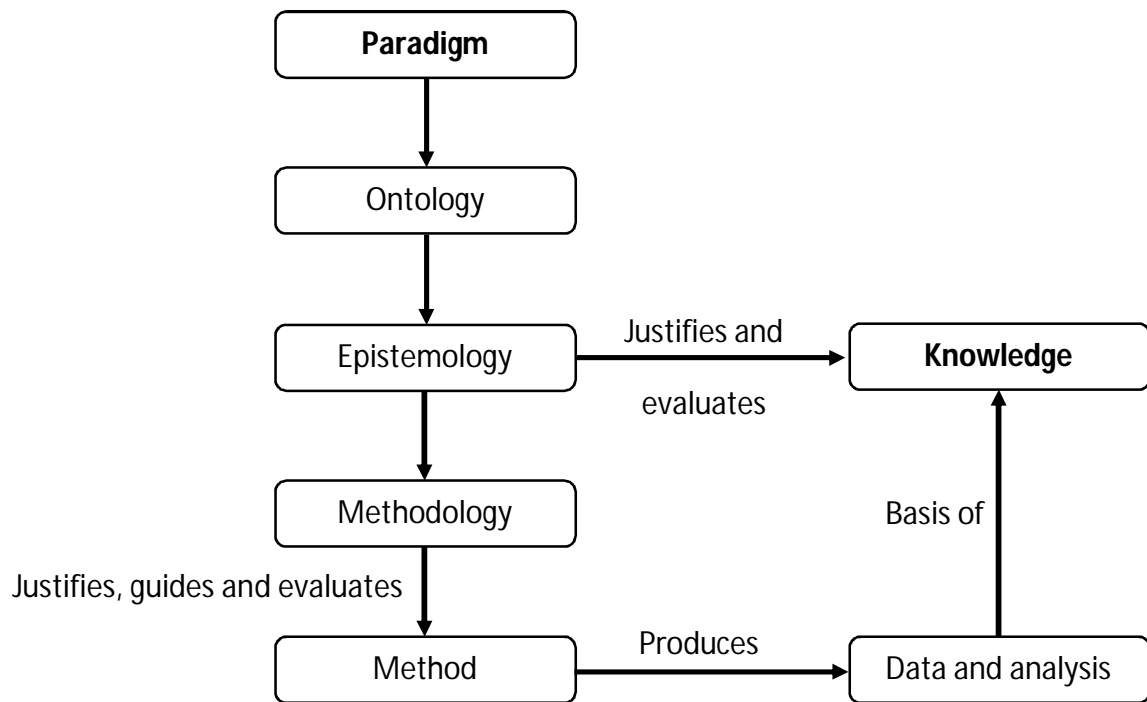 Paradigm
Ontology
Epistemology
Justifies and
evaluates
Knowledge
Methodology
Basis of
Justifies, guides and evaluates
Method
Produces
Data and analysis